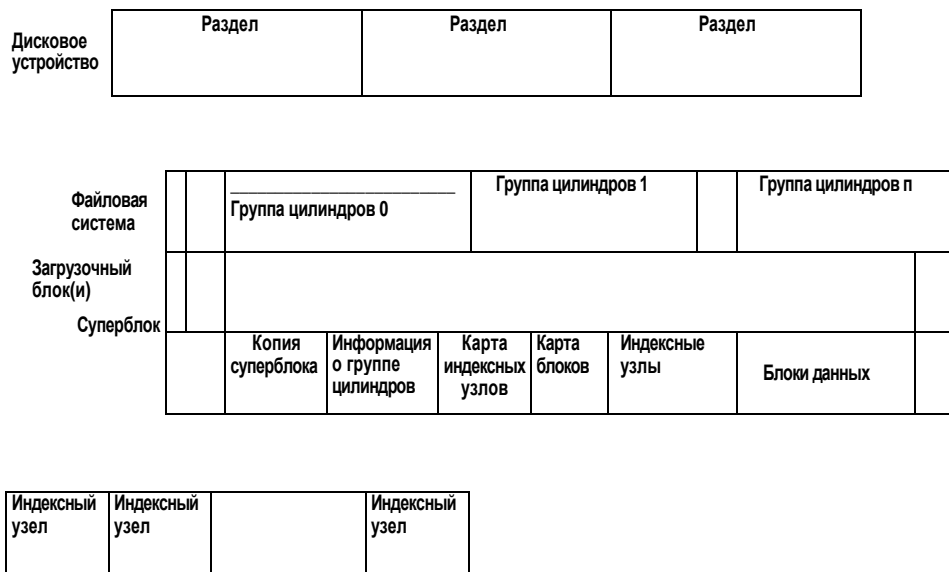 Дисковое
устройство
Раздел
Раздел
Раздел
Файловая
система
Группа цилиндров 0
Группа цилиндров 1
Группа цилиндров п
Загрузочный
блок(и)
Суперблок
Копия
суперблока
Информация
о группе
цилиндров
Карта
индексных
узлов
Карта
блоков
Индексные
узлы
Блоки данных
Индексный
узел
Индексный
узел
Индексный
узел